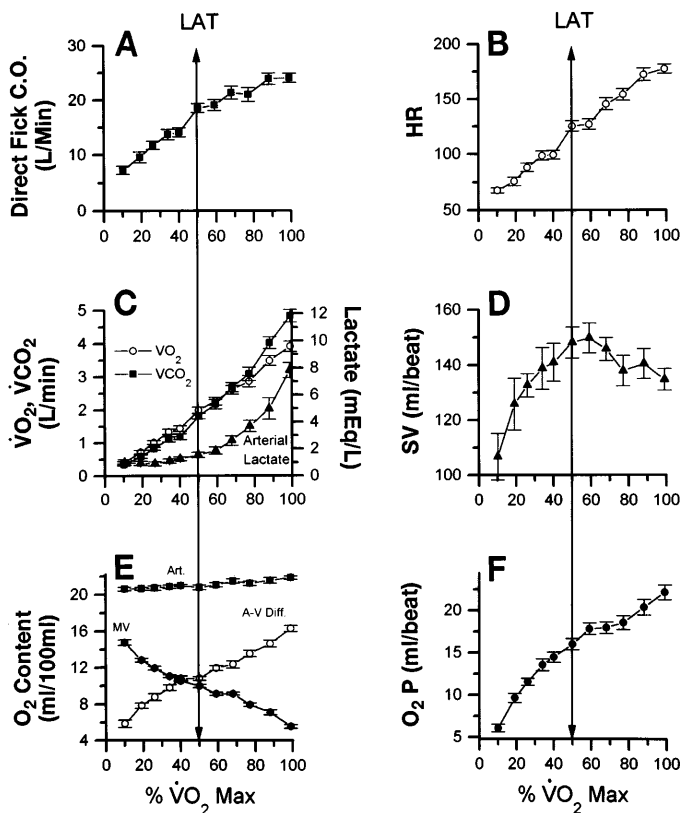 LAT
A
Direct Fick C.O.
(L/Min)
30
20
10
0
0 20 40 60 80 100
LAT
B
HR
200
150
100
50
0 20 40 60 80 100
C
V̇O₂, V̇CO₂
(L/min)
5
4
3
2
1
0
VO₂
VCO₂
Arterial
Lactate
12
10
8
6
4
2
0
Lactate (mEq/L)
0 20 40 60 80 100
D
SV (ml/beat)
160
140
120
100
0 20 40 60 80 100
E
O₂ Content
(ml/100ml)
20
16
12
8
4
Art.
MV
A-V Diff.
0 20 40 60 80 100
% V̇O₂ Max
F
O₂ P (ml/beat)
20
15
10
5
0 20 40 60 80 100
% V̇O₂ Max